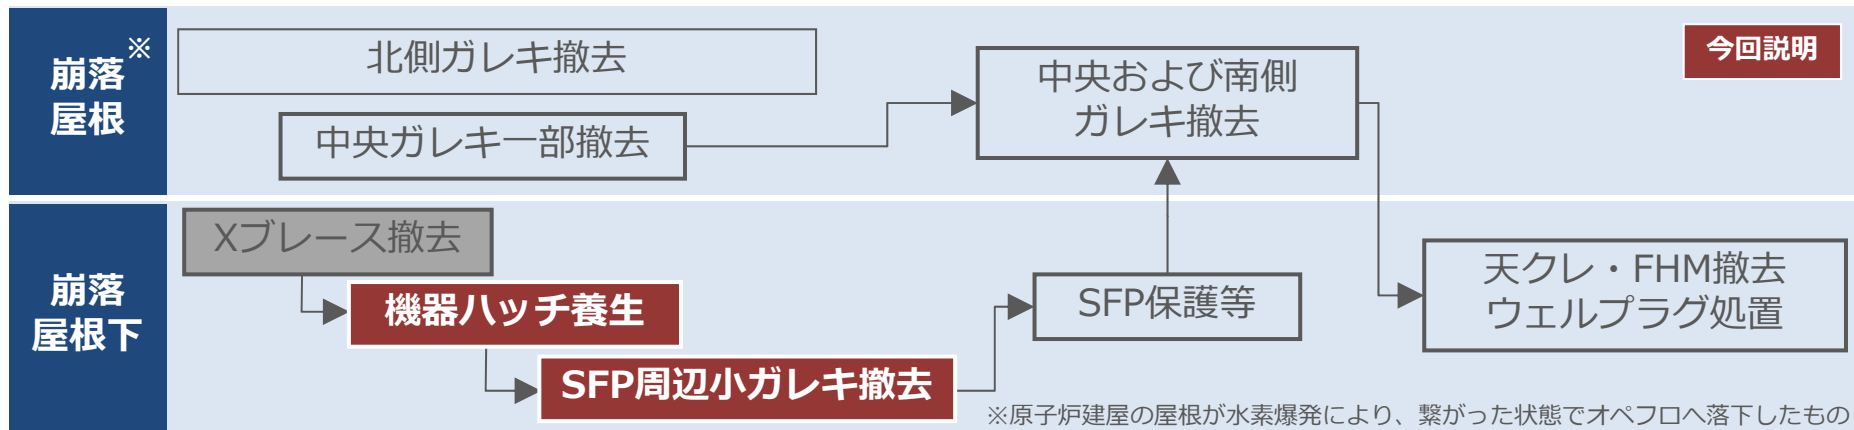 崩落※
屋根
北側ガレキ撤去
中央ガレキ一部撤去
中央および南側
ガレキ撤去
今回説明
崩落
屋根下
Xブレース撤去
機器ハッチ養生
SFP周辺小ガレキ撤去
SFP保護等
天クレ・FHM撤去
ウェルプラグ処置
※原子炉建屋の屋根が水素爆発により、繋がった状態でオペフロへ落下したもの